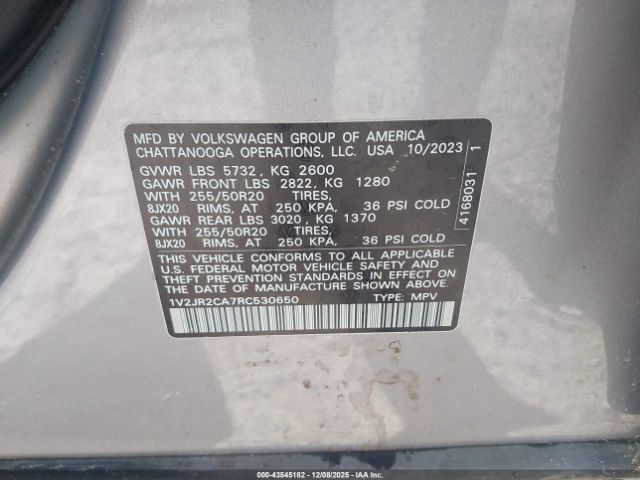 MFD BY VOLKSWAGEN GROUP OF AMERICA
CHATTANOOGA OPERATIONS, LLC. USA 10/2023
GVWR LBS 5732, KG 2600
GAWR FRONT LBS 2822, KG 1280
WITH 255/50R20 TIRES,
8JX20 RIMS, AT 250 KPA, 36 PSI COLD
GAWR REAR LBS 3020, KG 1370
WITH 255/50R20 TIRES,
8JX20 RIMS, AT 250 KPA, 36 PSI COLD
THIS VEHICLE CONFORMS TO ALL APPLICABLE
U.S. FEDERAL MOTOR VEHICLE SAFETY AND
THEFT PREVENTION STANDARDS IN EFFECT ON THE
DATE OF MANUFACTURE SHOWN ABOVE.
1V2JR2CA7RC530650 TYPE: MPV
4168031 1
000-43545182 12/08/2025 IAA